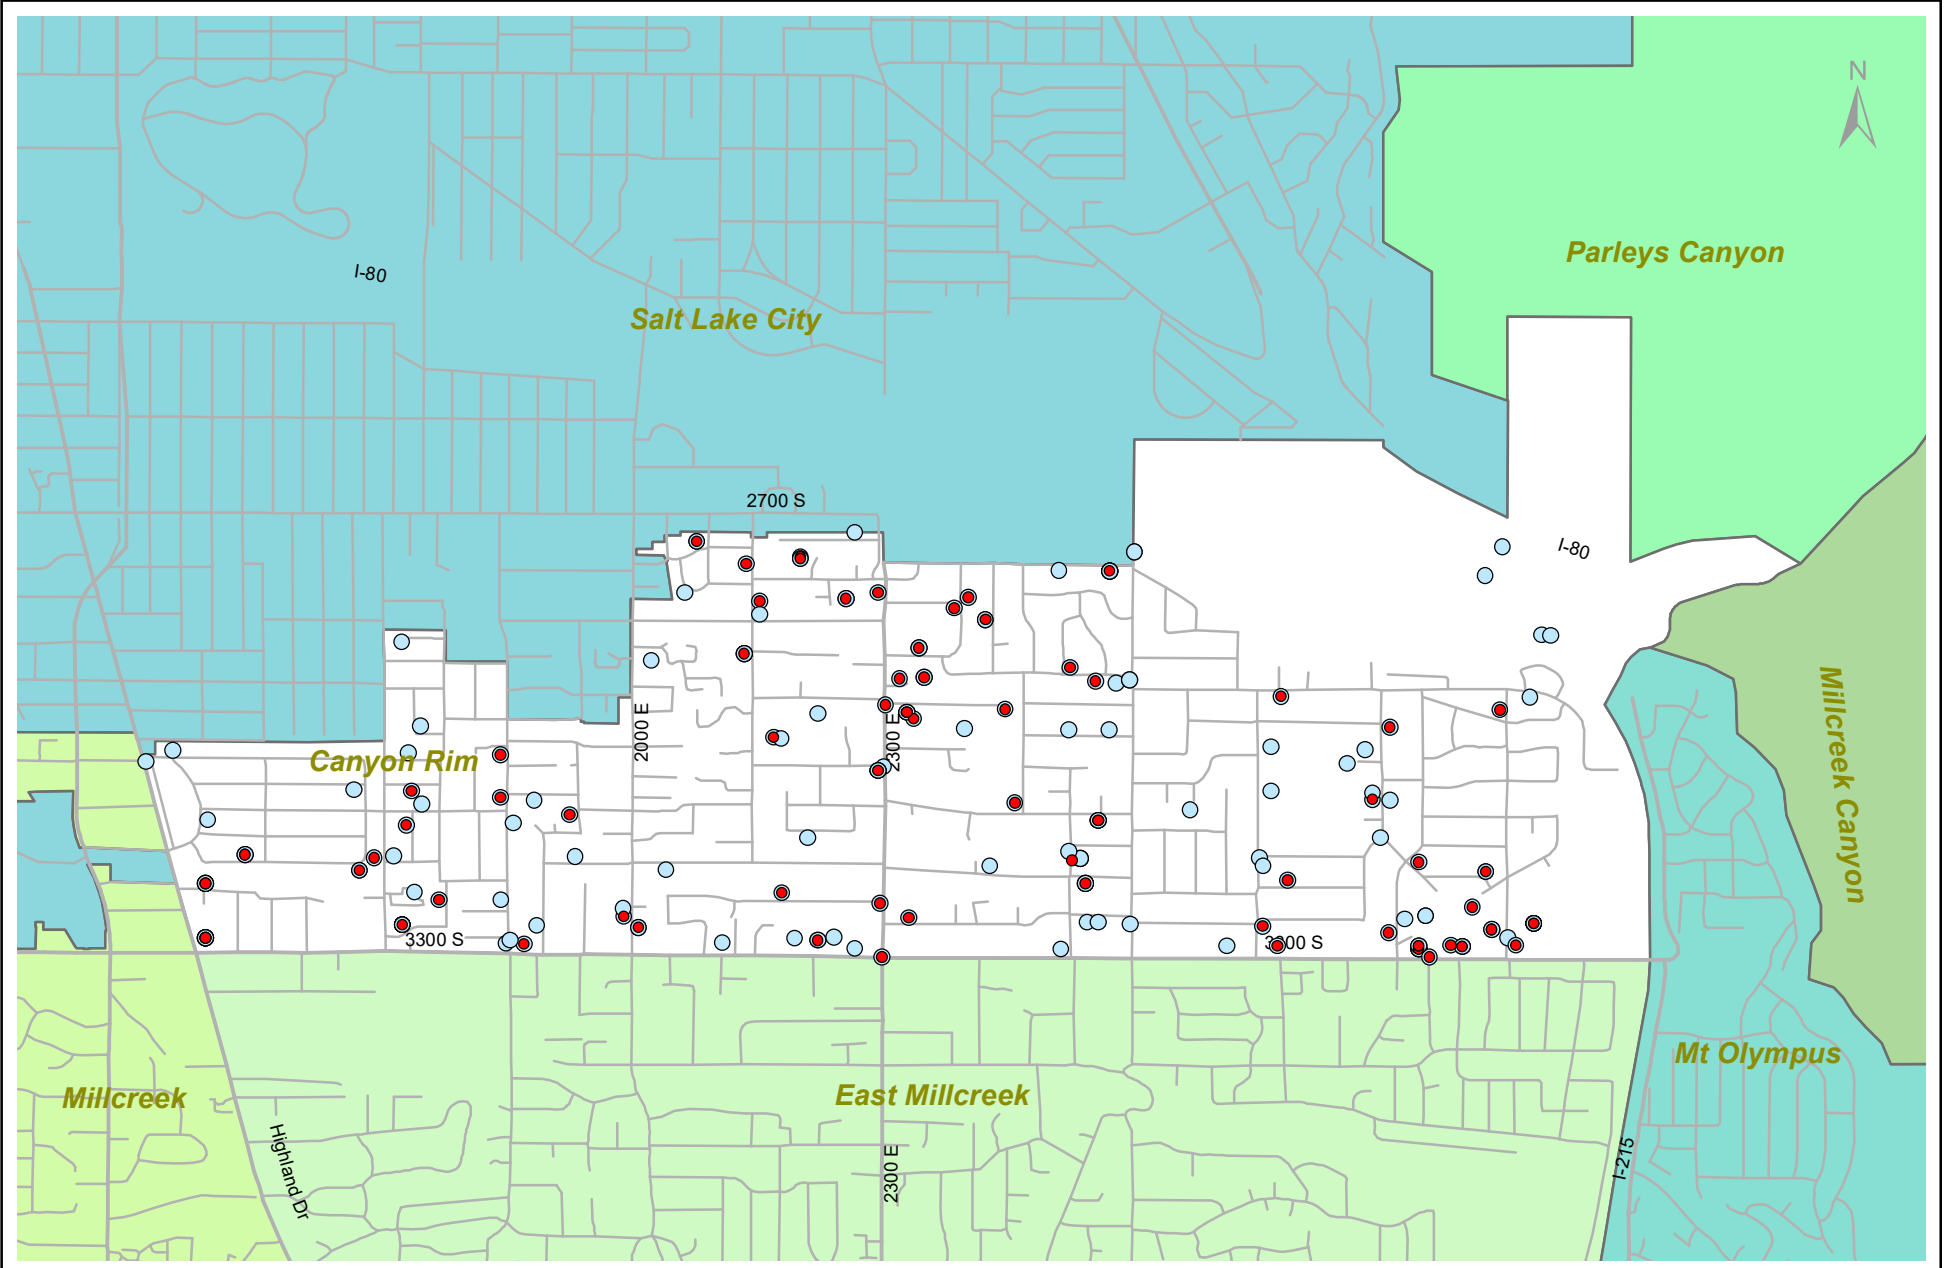 N
Parleys Canyon
I-80
Salt Lake City
2700 S
I-80
2000 E
2300 E
Canyon Rim
Millcreek Canyon
3300 S
3300 S
Mt Olympus
Millcreek
East Millcreek
Highland Dr
2300 E
I-215